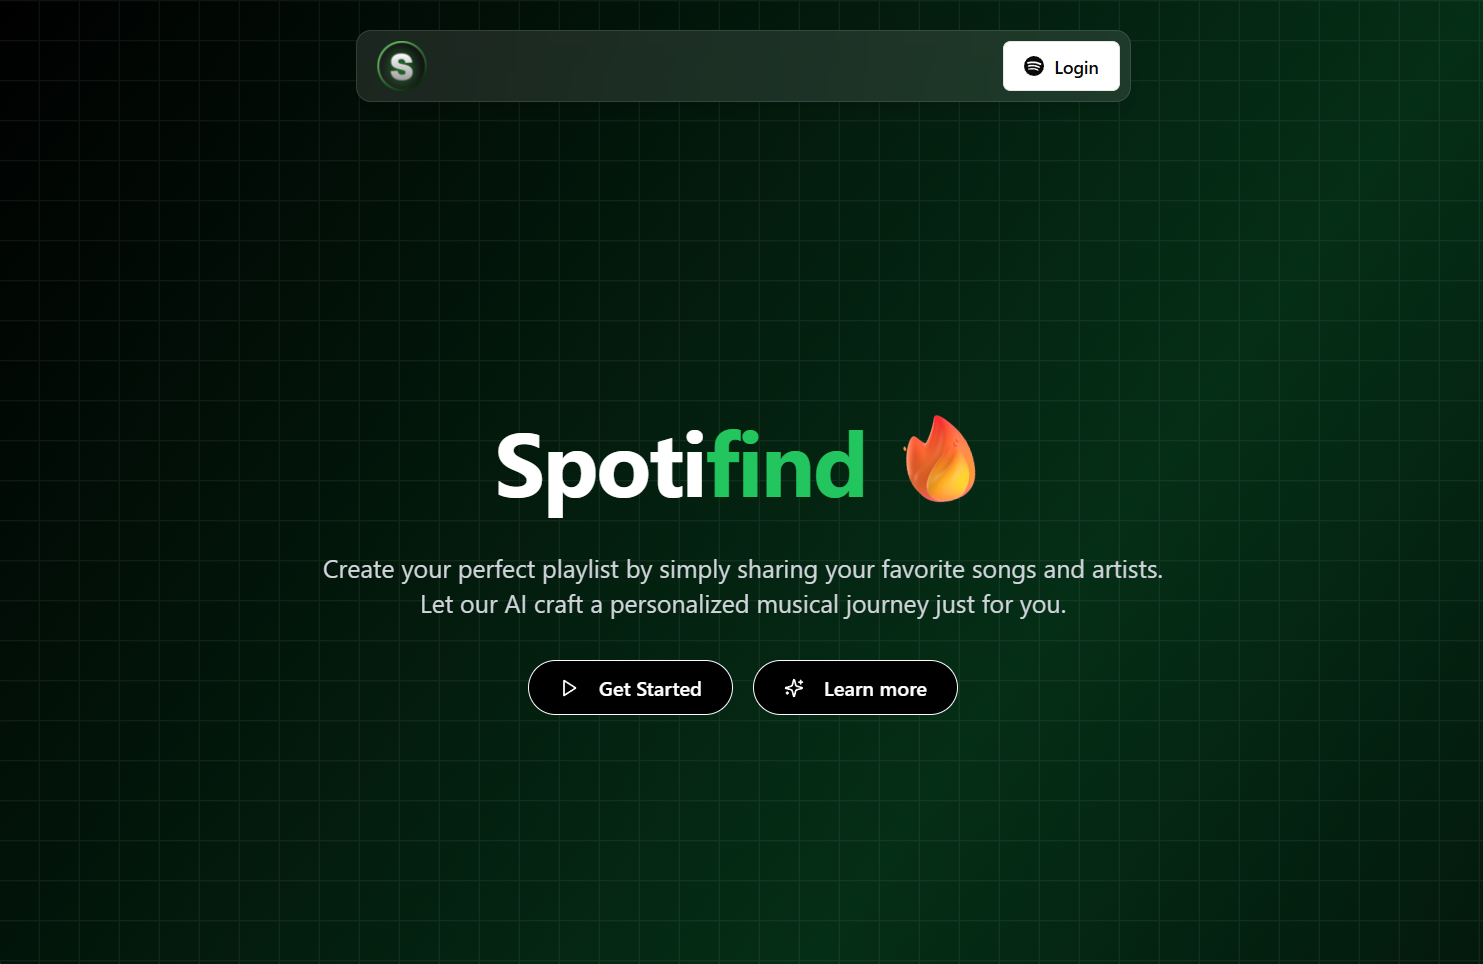 S
Login
Spotifind
Create your perfect playlist by simply sharing your favorite songs and artists.
Let our AI craft a personalized musical journey just for you.
Get Started
Learn more